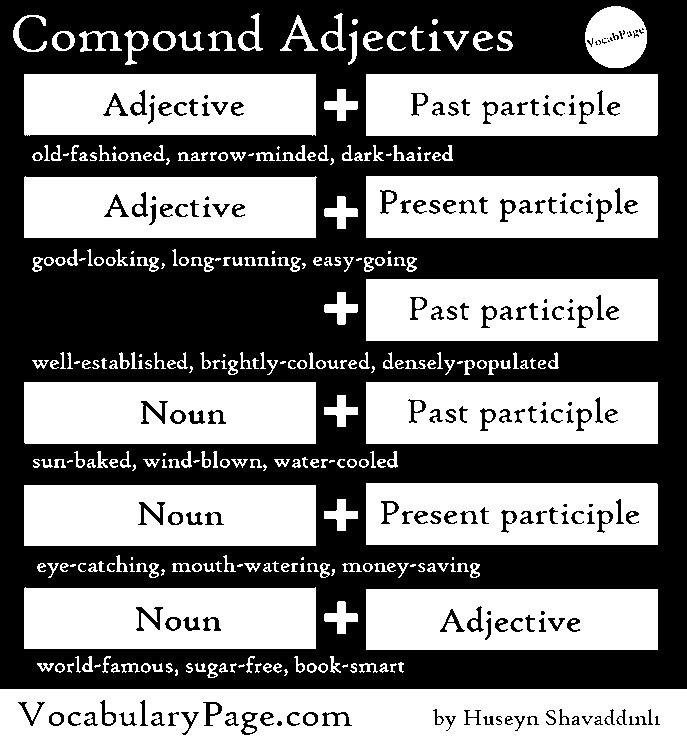 Compound Adjectives
VocabPage
Adjective + Past participle
old-fashioned, narrow-minded, dark-haired
Adjective + Present participle
good-looking, long-running, easy-going
+ Past participle
well-established, brightly-coloured, densely-populated
Noun + Past participle
sun-baked, wind-blown, water-cooled
Noun + Present participle
eye-catching, mouth-watering, money-saving
Noun + Adjective
world-famous, sugar-free, book-smart
VocabularyPage.com by Huseyn Shavaddınlı